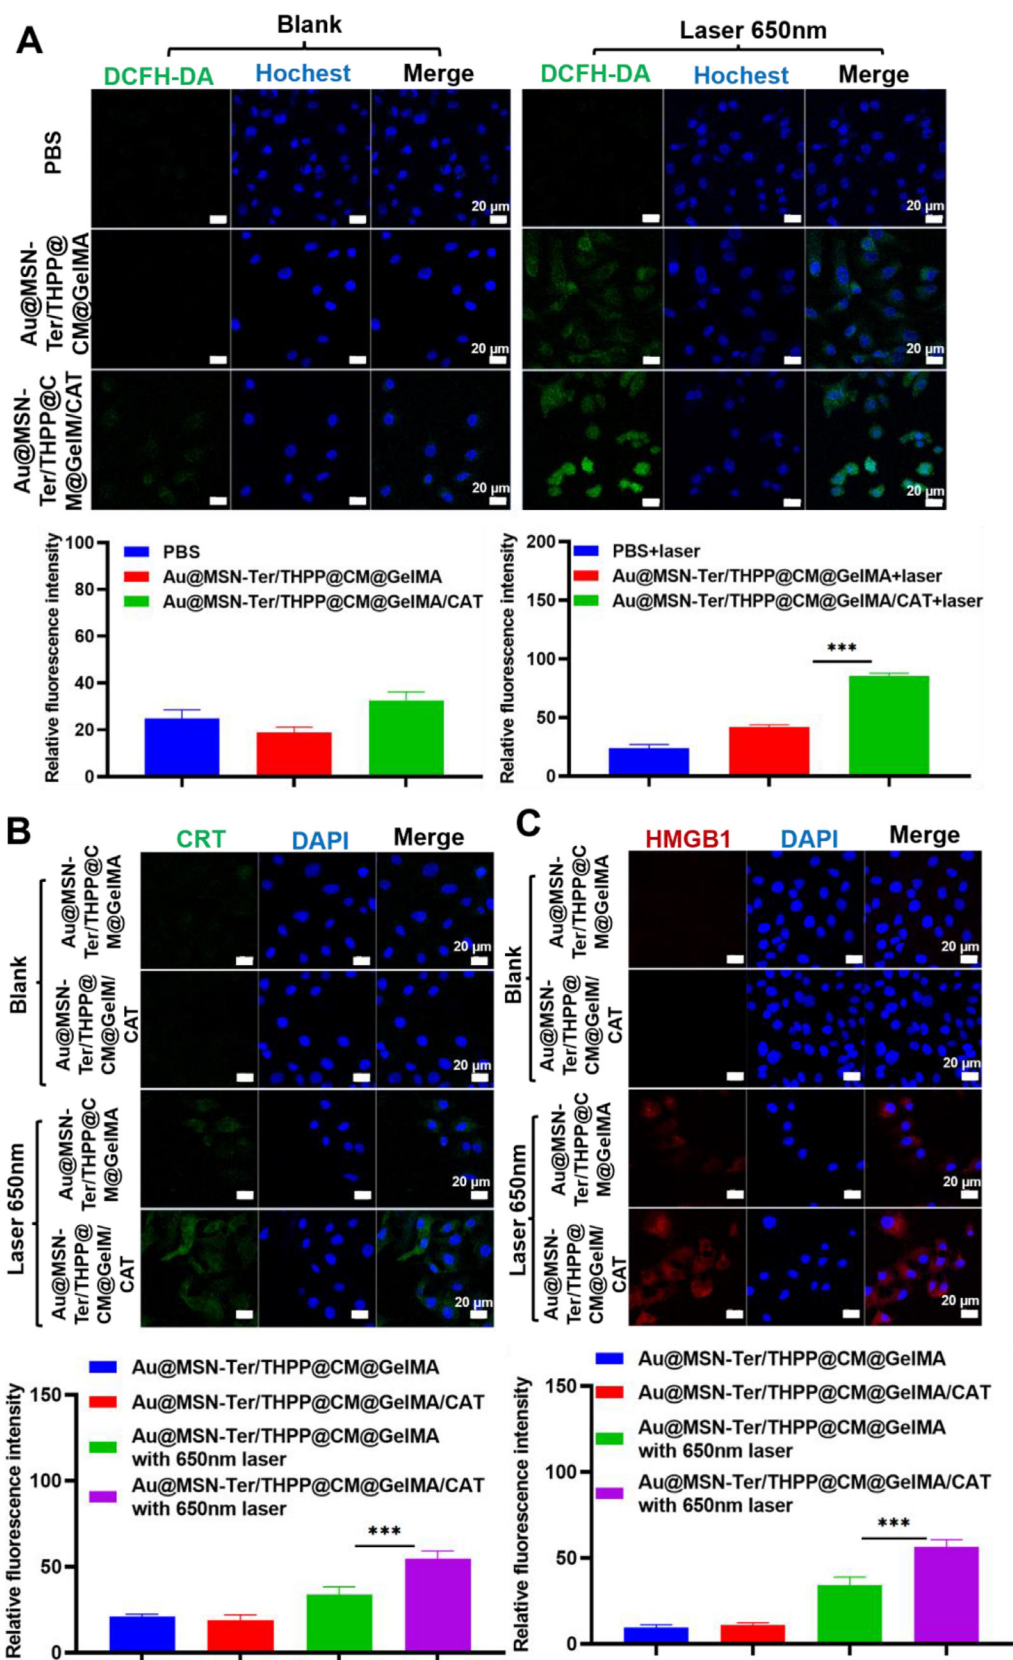 A
Blank
Laser 650nm
DCFH-DA Hochest Merge
DCFH-DA Hochest Merge
PBS
20 µm
20 µm
Au@MSN-
Ter/THPP@
CM@GelMA
20 µm
20 µm
Au@MSN-
Ter/THPP@C
M@GelM/CAT
20 µm
20 µm
Relative fluorescence intensity
100
80
60
40
20
0
PBS
Au@MSN-Ter/THPP@CM@GelMA
Au@MSN-Ter/THPP@CM@GelMA/CAT
Relative fluorescence intensity
200
150
100
50
0
PBS+laser
Au@MSN-Ter/THPP@CM@GelMA+laser
Au@MSN-Ter/THPP@CM@GelMA/CAT+laser
***
B
CRT DAPI Merge
Blank
Au@MSN-
Ter/THPP@C
M@GelMA
20 µm
Au@MSN-
Ter/THPP@
CM@GelM/
CAT
20 µm
Laser 650nm
Au@MSN-
Ter/THPP@C
M@GelMA
20 µm
Au@MSN-
Ter/THPP@
CM@GelM/
CAT
20 µm
Relative fluorescence intensity
150
100
50
0
Au@MSN-Ter/THPP@CM@GelMA
Au@MSN-Ter/THPP@CM@GelMA/CAT
Au@MSN-Ter/THPP@CM@GelMA
with 650nm laser
Au@MSN-Ter/THPP@CM@GelMA/CAT
with 650nm laser
***
C
HMGB1 DAPI Merge
Blank
Au@MSN-
Ter/THPP@C
M@GelMA
20 µm
Au@MSN-
Ter/THPP@
CM@GelM/
CAT
20 µm
Laser 650nm
Au@MSN-
Ter/THPP@C
M@GelMA
20 µm
Au@MSN-
Ter/THPP@
CM@GelM/
CAT
20 µm
Relative fluorescence intensity
150
100
50
0
Au@MSN-Ter/THPP@CM@GelMA
Au@MSN-Ter/THPP@CM@GelMA/CAT
Au@MSN-Ter/THPP@CM@GelMA
with 650nm laser
Au@MSN-Ter/THPP@CM@GelMA/CAT
with 650nm laser
***